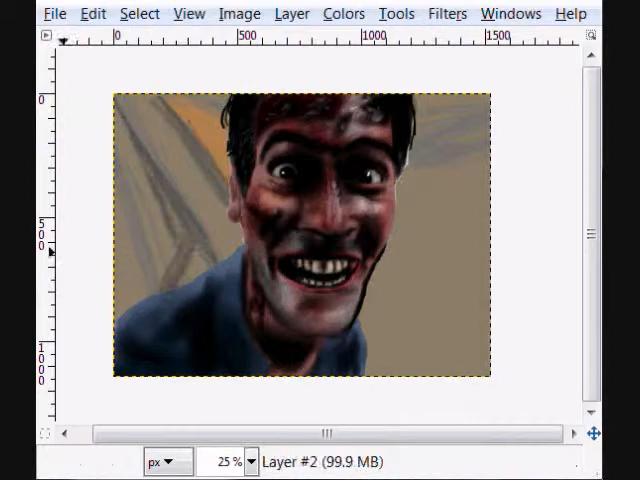 File Edit Select View Image Layer Colors Tools Filters Windows Help
0 500 1000 1500
0
500
1000
px 25 % Layer #2 (99.9 MB)